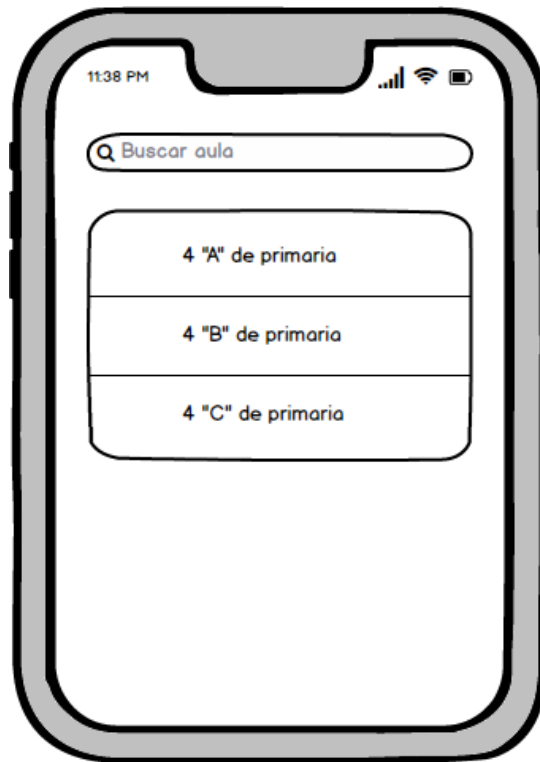 11:38 PM
Buscar aula
4 "A" de primaria
4 "B" de primaria
4 "C" de primaria